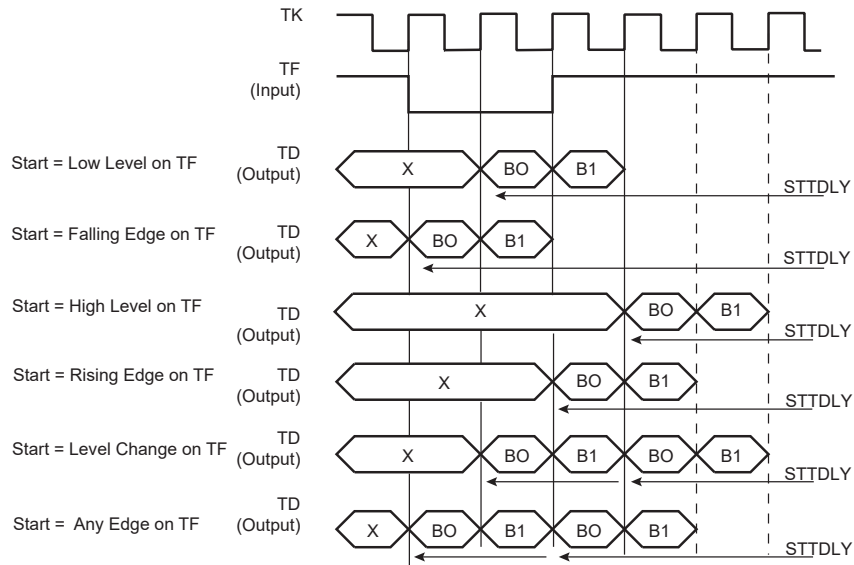 TK
TF
(Input)
Start = Low Level on TF
TD
(Output)
X
BO
B1
STTDLY
Start = Falling Edge on TF
TD
(Output)
X
BO
B1
STTDLY
Start = High Level on TF
TD
(Output)
X
BO
B1
STTDLY
Start = Rising Edge on TF
TD
(Output)
X
BO
B1
STTDLY
Start = Level Change on TF
TD
(Output)
X
BO
B1
BO
B1
STTDLY
Start = Any Edge on TF
TD
(Output)
X
BO
B1
BO
B1
STTDLY